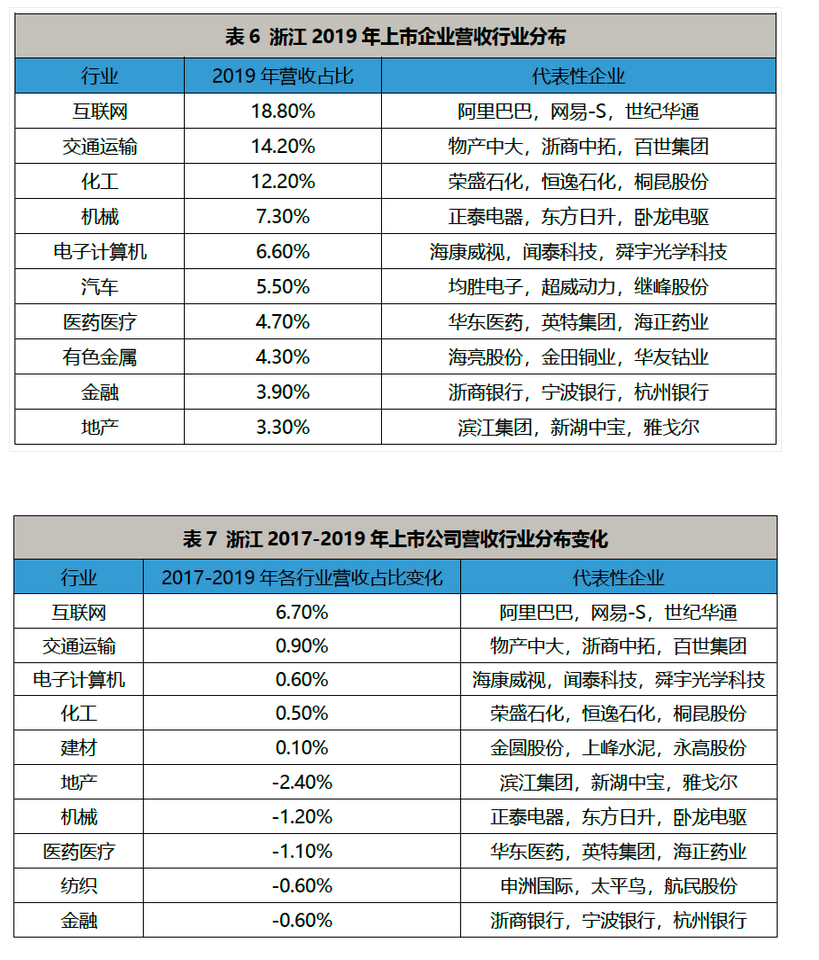 表 6 浙江 2019 年上市企业营收行业分布
行业 2019 年营收占比 代表性企业
互联网 18.80% 阿里巴巴，网易-S，世纪华通
交通运输 14.20% 物产中大，浙商中拓，百世集团
化工 12.20% 荣盛石化，恒逸石化，桐昆股份
机械 7.30% 正泰电器，东方日升，卧龙电驱
电子计算机 6.60% 海康威视，闻泰科技，舜宇光学科技
汽车 5.50% 均胜电子，超威动力，继峰股份
医药医疗 4.70% 华东医药，英特集团，海正药业
有色金属 4.30% 海亮股份，金田铜业，华友钴业
金融 3.90% 浙商银行，宁波银行，杭州银行
地产 3.30% 滨江集团，新湖中宝，雅戈尔
表 7 浙江 2017-2019 年上市公司营收行业分布变化
行业 2017-2019 年各行业营收占比变化 代表性企业
互联网 6.70% 阿里巴巴，网易-S，世纪华通
交通运输 0.90% 物产中大，浙商中拓，百世集团
电子计算机 0.60% 海康威视，闻泰科技，舜宇光学科技
化工 0.50% 荣盛石化，恒逸石化，桐昆股份
建材 0.10% 金圆股份，上峰水泥，永高股份
地产 -2.40% 滨江集团，新湖中宝，雅戈尔
机械 -1.20% 正泰电器，东方日升，卧龙电驱
医药医疗 -1.10% 华东医药，英特集团，海正药业
纺织 -0.60% 申洲国际，太平鸟，航民股份
金融 -0.60% 浙商银行，宁波银行，杭州银行